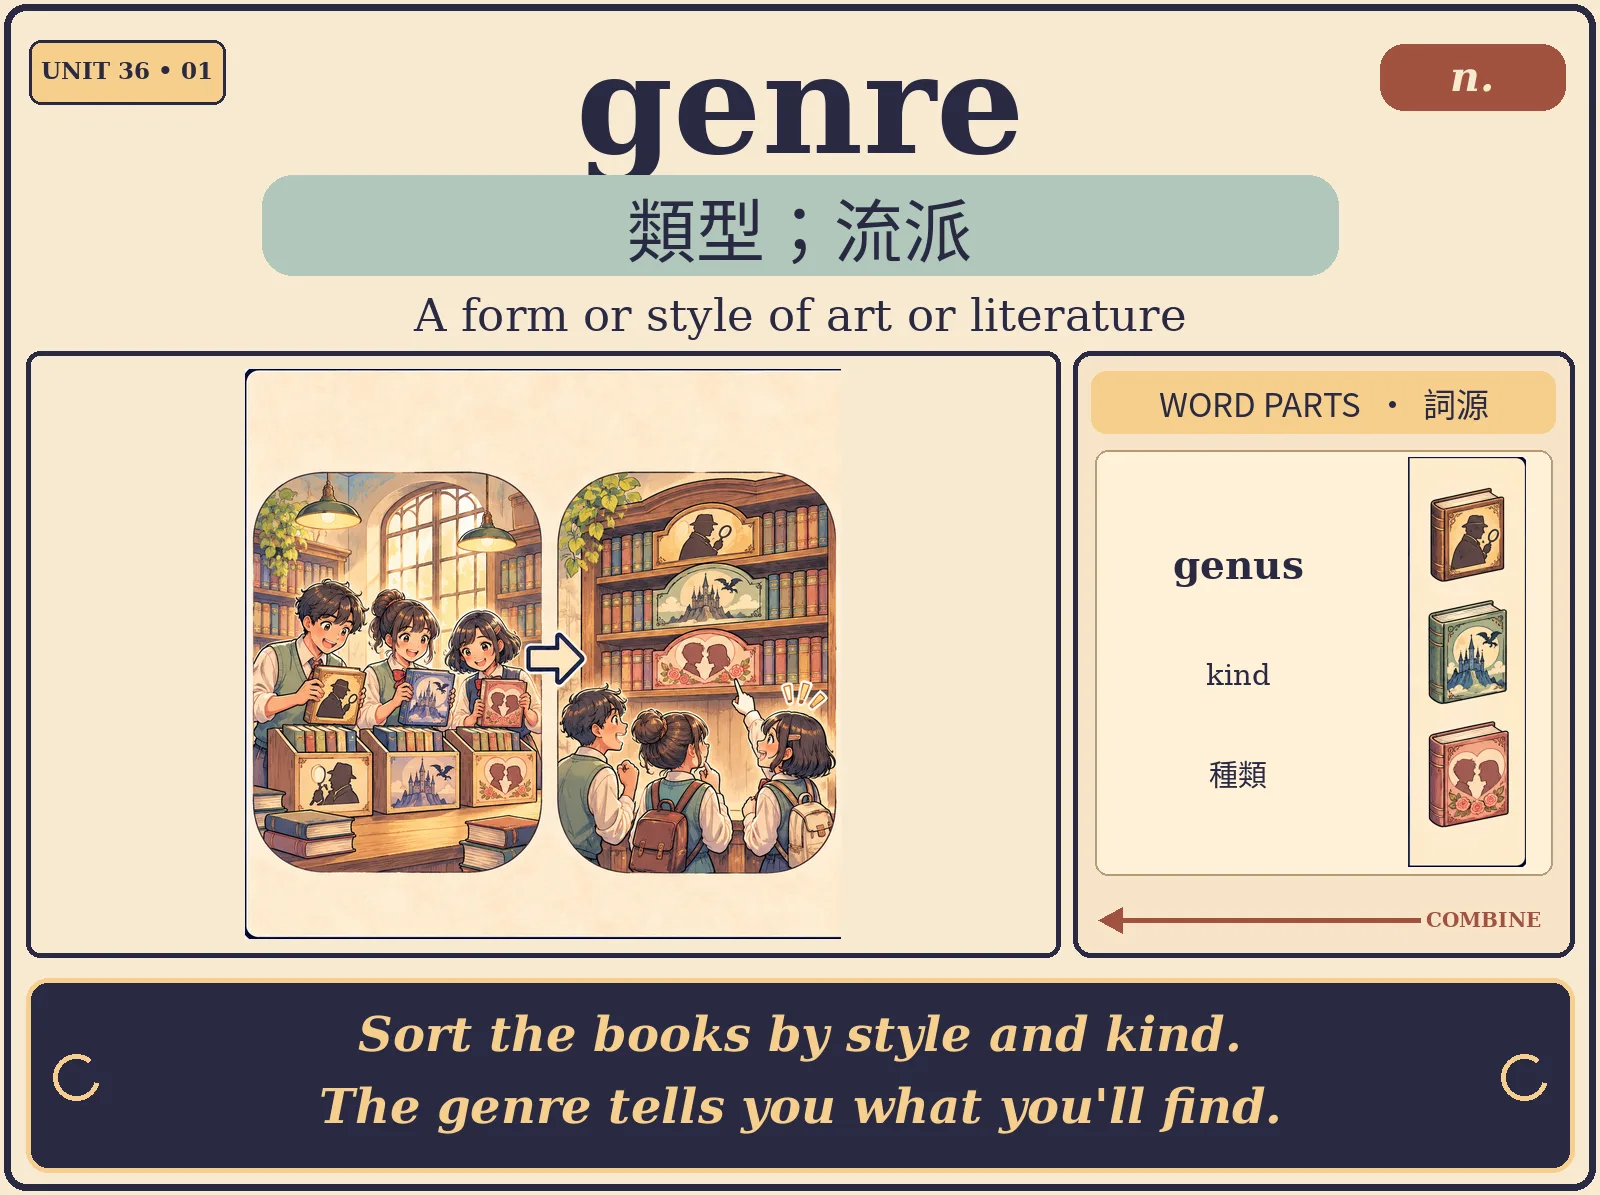 UNIT 36 • 01
genre
n.
類型；流派
A form or style of art or literature
WORD PARTS ・ 詞源
genus
kind
種類
COMBINE
Sort the books by style and kind.
The genre tells you what you'll find.